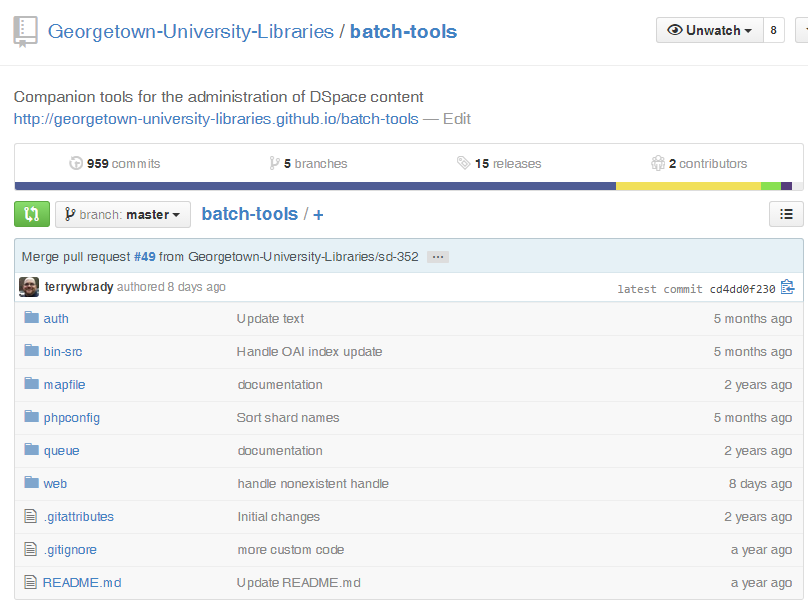 Georgetown-University-Libraries / batch-tools
Unwatch 8
Companion tools for the administration of DSpace content
http://georgetown-university-libraries.github.io/batch-tools — Edit
959 commits 5 branches 15 releases 2 contributors
branch: master batch-tools / +
Merge pull request #49 from Georgetown-University-Libraries/sd-352 ...
terrywbrady authored 8 days ago latest commit cd4dd0f230
auth Update text 5 months ago
bin-src Handle OAI index update 5 months ago
mapfile documentation 2 years ago
phpconfig Sort shard names 5 months ago
queue documentation 2 years ago
web handle nonexistent handle 8 days ago
.gitattributes Initial changes 2 years ago
.gitignore more custom code a year ago
README.md Update README.md a year ago